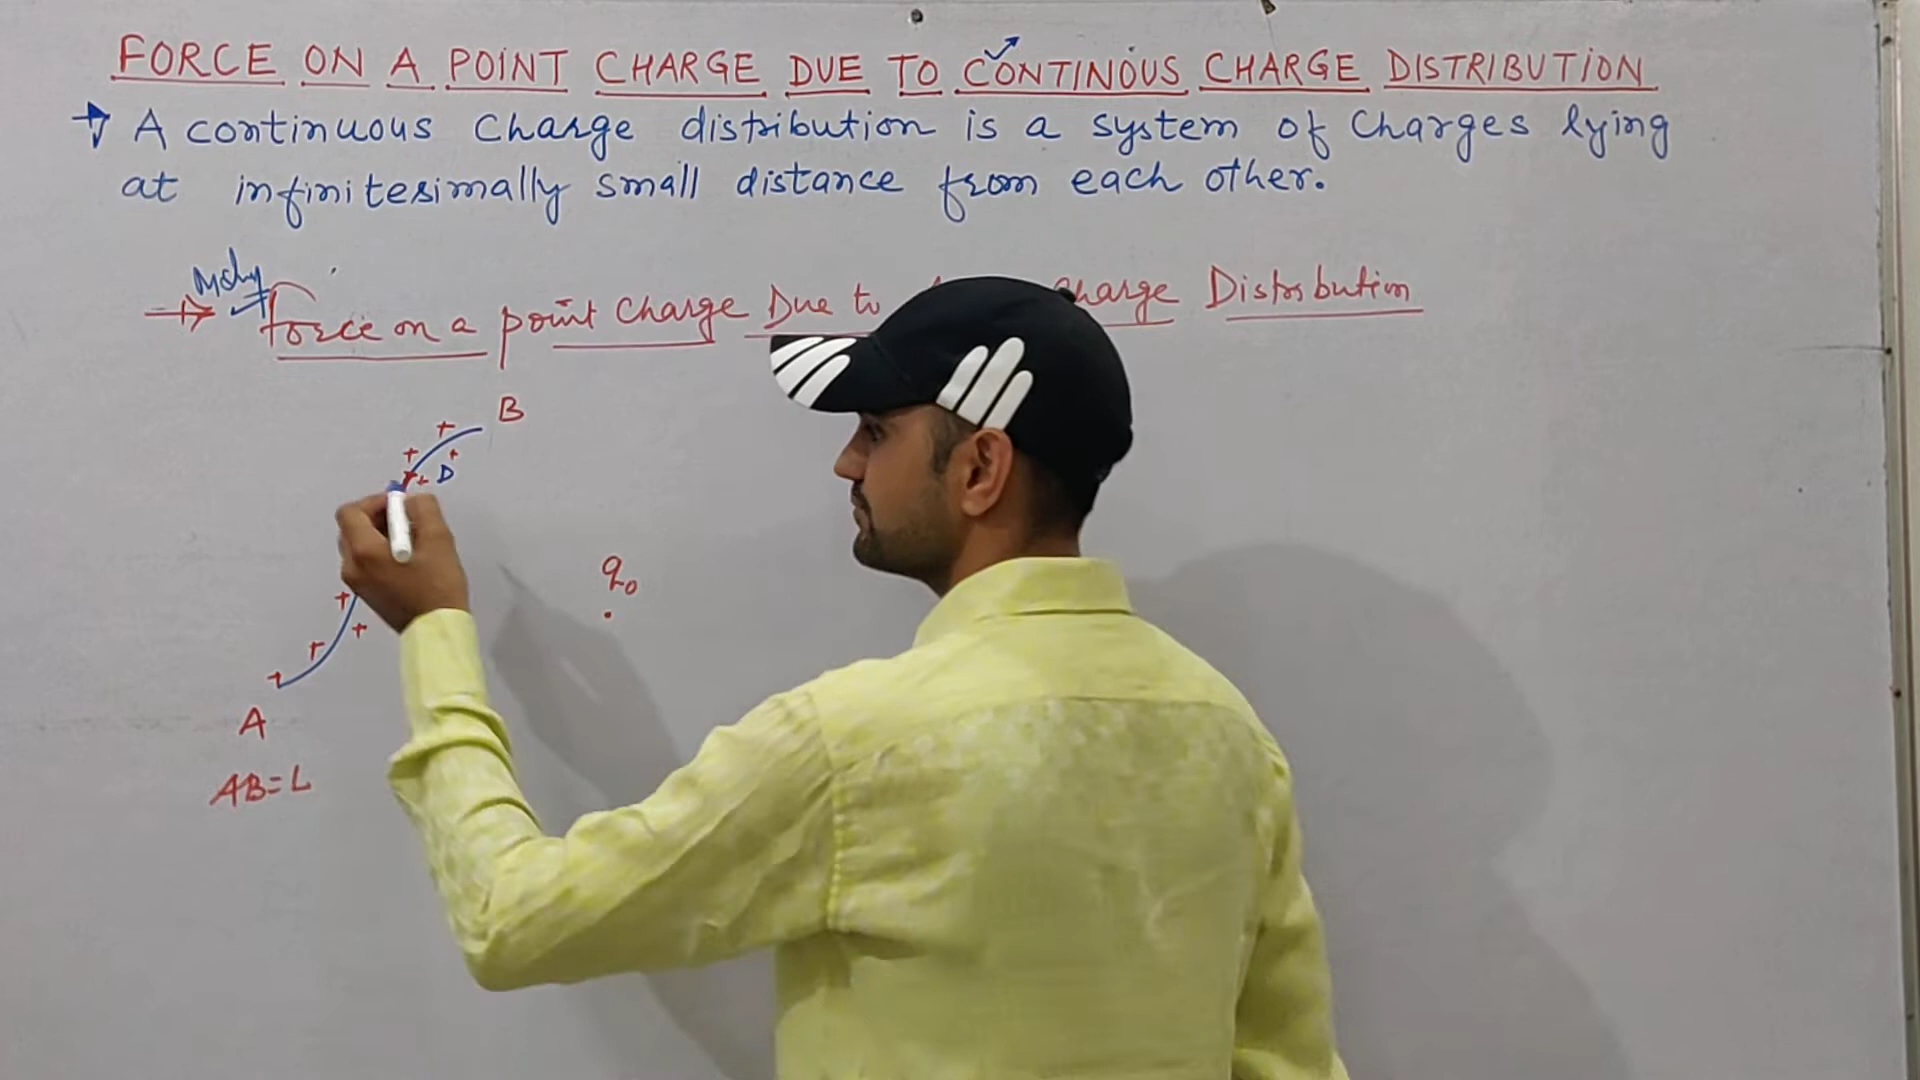 FORCE ON A POINT CHARGE DUE TO CONTINOUS CHARGE DISTRIBUTION
A continuous charge distribution is a system of Charges lying
at infinitesimally small distance from each other.
Force on a point Charge Due to Charge Distribution
B
D
q₀
A
AB=L